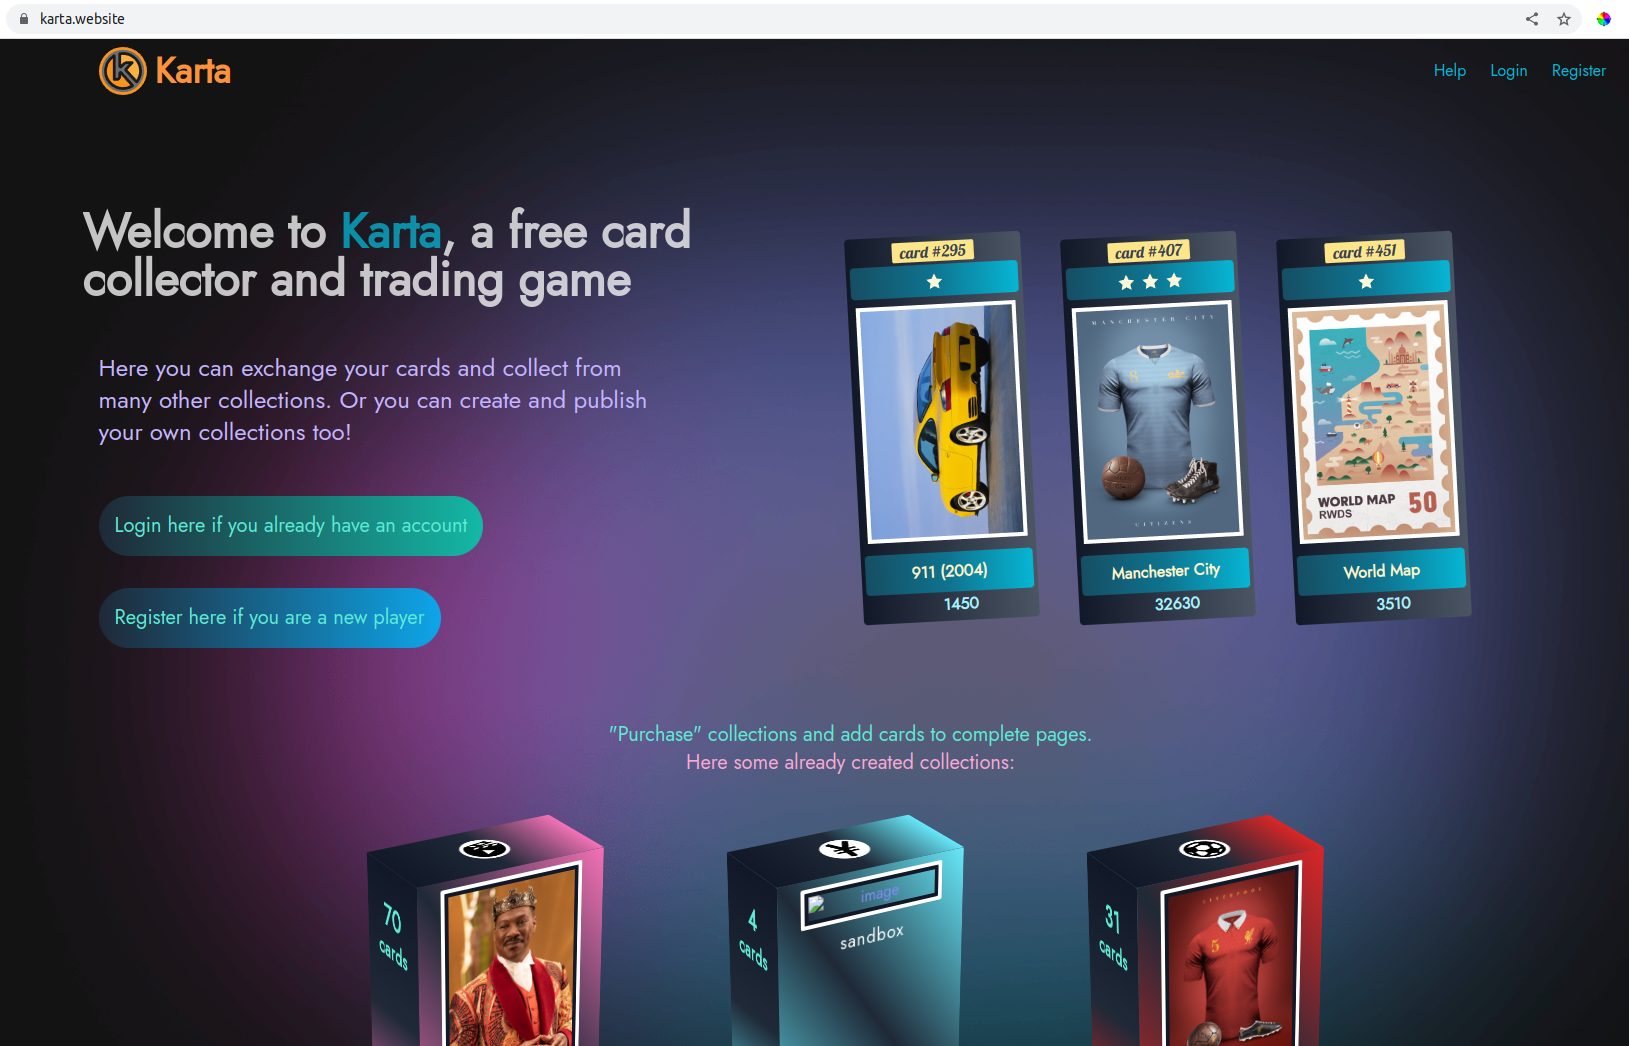 karta.website
Karta
Help Login Register
Welcome to Karta, a free card
collector and trading game
Here you can exchange your cards and collect from
many other collections. Or you can create and publish
your own collections too!
Login here if you already have an account
Register here if you are a new player
card #295
911 (2004)
1450
card #407
MANCHESTER CITY
8
CITIZENS
Manchester City
32630
card #451
WORLD MAP
RWDS
50
World Map
3510
"Purchase" collections and add cards to complete pages.
Here some already created collections:
70
cards
4
cards
image
sandbox
31
cards
LIVERPOOL
5